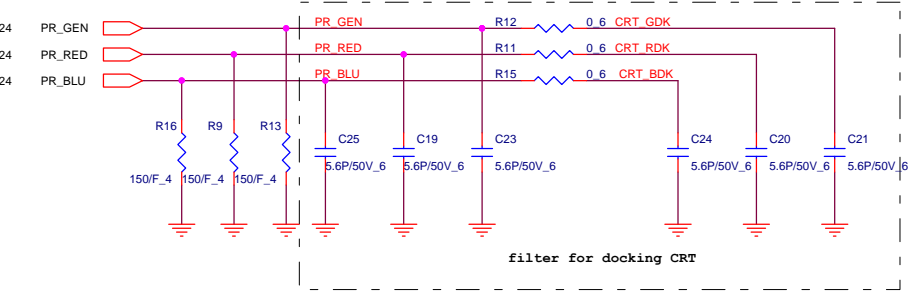 24 PR_GEN PR_GEN R12 0_6 CRT_GDK
24 PR_RED PR_RED R11 0_6 CRT_RDK
24 PR_BLU PR_BLU R15 0_6 CRT_BDK
R16 R9 R13 C25 C19 C23 C24 C20 C21
150/F_4 150/F_4 150/F_4 5.6P/50V_6 5.6P/50V_6 5.6P/50V_6 5.6P/50V_6 5.6P/50V_6 5.6P/50V_6
filter for docking CRT